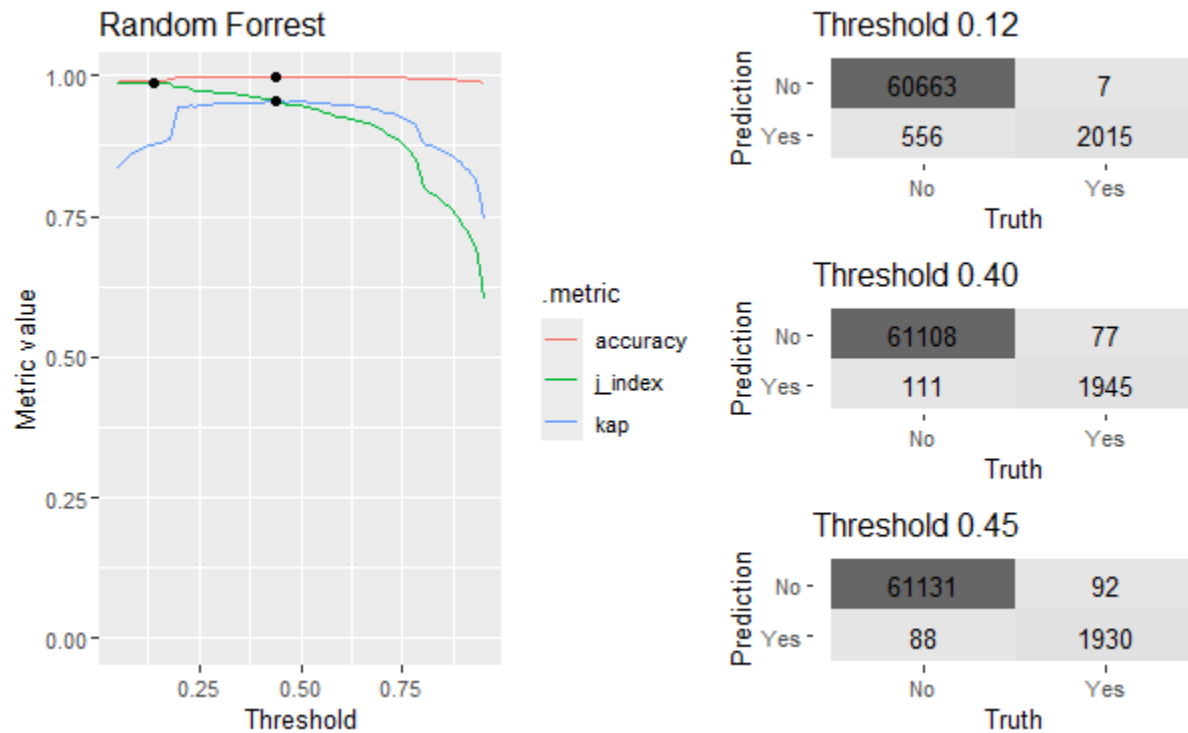 Random Forrest
1.00
0.75
0.50
0.25
0.00
Metric value
0.25 0.50 0.75
Threshold
.metric
accuracy
j_index
kap
Threshold 0.12
Prediction
No 60663 7
Yes 556 2015
No Yes
Truth
Threshold 0.40
Prediction
No 61108 77
Yes 111 1945
No Yes
Truth
Threshold 0.45
Prediction
No 61131 92
Yes 88 1930
No Yes
Truth